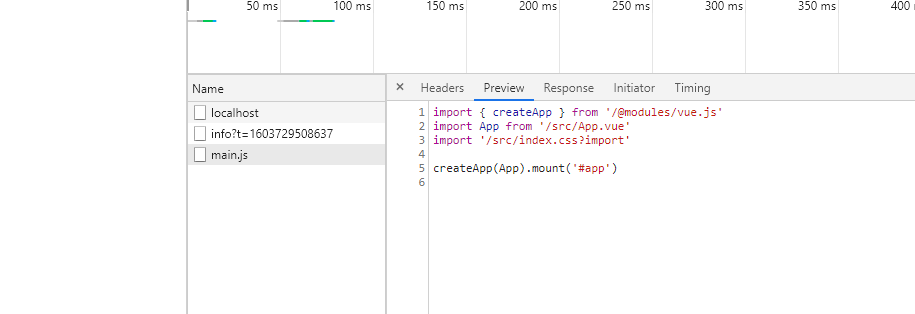 50 ms 100 ms 150 ms 200 ms 250 ms 300 ms 350 ms 400
Name
localhost
info?t=1603729508637
main.js
× Headers Preview Response Initiator Timing
1 import { createApp } from '/@modules/vue.js'
2 import App from '/src/App.vue'
3 import '/src/index.css?import'
4
5 createApp(App).mount('#app')
6